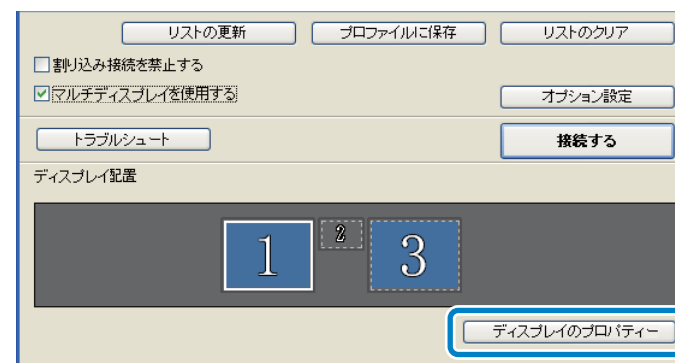 リストの更新 プロファイルに保存 リストのクリア
割り込み接続を禁止する
マルチディスプレイを使用する オプション設定
トラブルシュート 接続する
ディスプレイ配置
1 2 3
ディスプレイのプロパティー